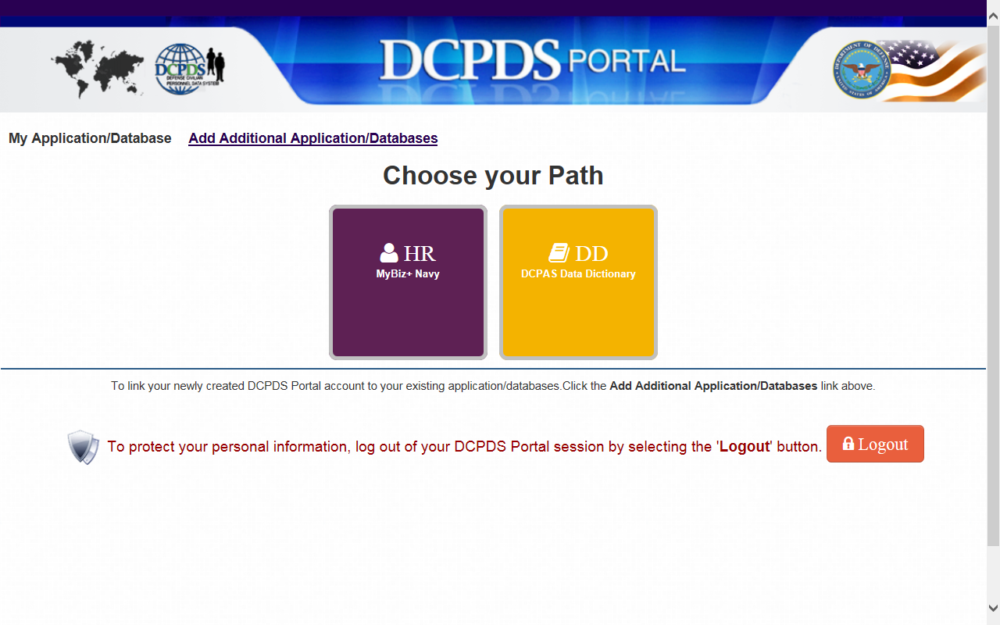 DCPDS
DEFENSE CIVILIAN
PERSONNEL DATA SYSTEM
DCPDS PORTAL
DEPARTMENT OF DEFENSE
UNITED STATES OF AMERICA
My Application/Database Add Additional Application/Databases
Choose your Path
HR
MyBiz+ Navy
DD
DCPAS Data Dictionary
To link your newly created DCPDS Portal account to your existing application/databases.Click the Add Additional Application/Databases link above.
To protect your personal information, log out of your DCPDS Portal session by selecting the 'Logout' button. Logout